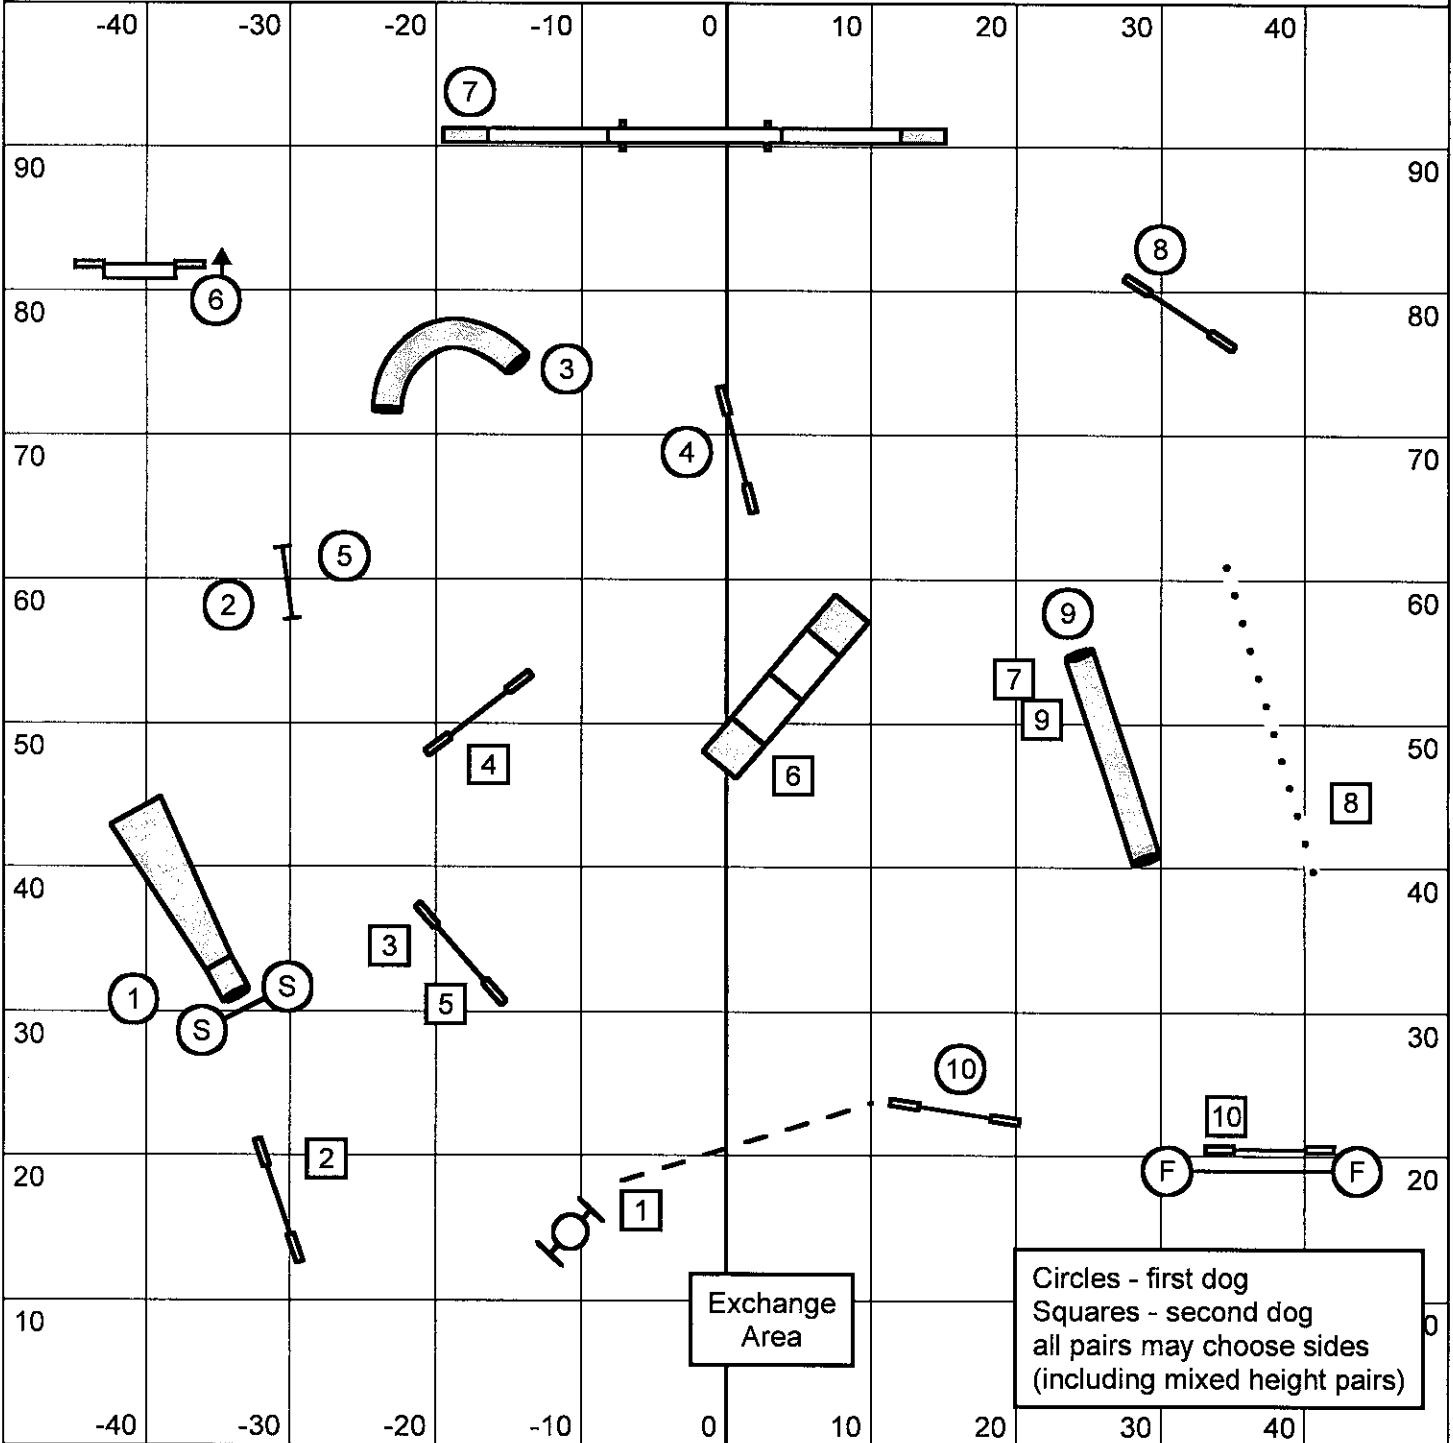 -40 -30 -20 -10 0 10 20 30 40
7
90 90
8
6
80 80
3
4
70 70
5
2
60 60
9
7
9
50 4 6 50
8
40 40
3
1 S 5
S
30 30
10
10
2
20 F F 20
1
Circles - first dog
Exchange
Squares - second dog
10 0
Area
all pairs may choose sides
(including mixed height pairs)
-40 -30 -20 -10 0 10 20 30 40